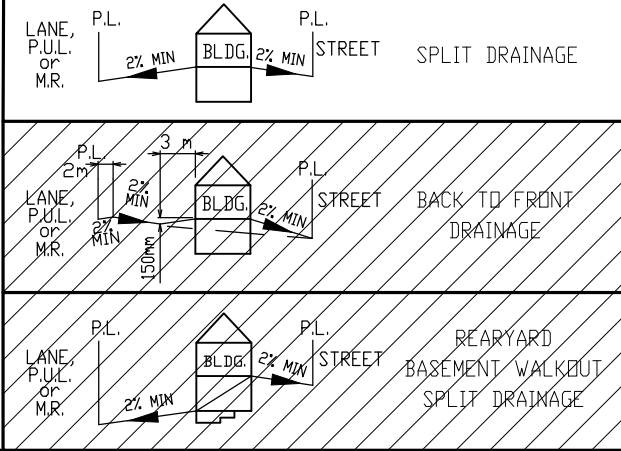 LANE,
P.U.L.
or
M.R.
P.L.
2% MIN
BLDG.
2% MIN
P.L.
STREET
SPLIT DRAINAGE
LANE,
P.U.L.
or
M.R.
P.L.
2m
2%
MIN
2%
MIN
3 m
150mm
BLDG.
2% MIN
P.L.
STREET
BACK TO FRONT
DRAINAGE
LANE,
P.U.L.
or
M.R.
P.L.
2% MIN
BLDG.
2% MIN
P.L.
STREET
REARYARD
BASEMENT WALKOUT
SPLIT DRAINAGE